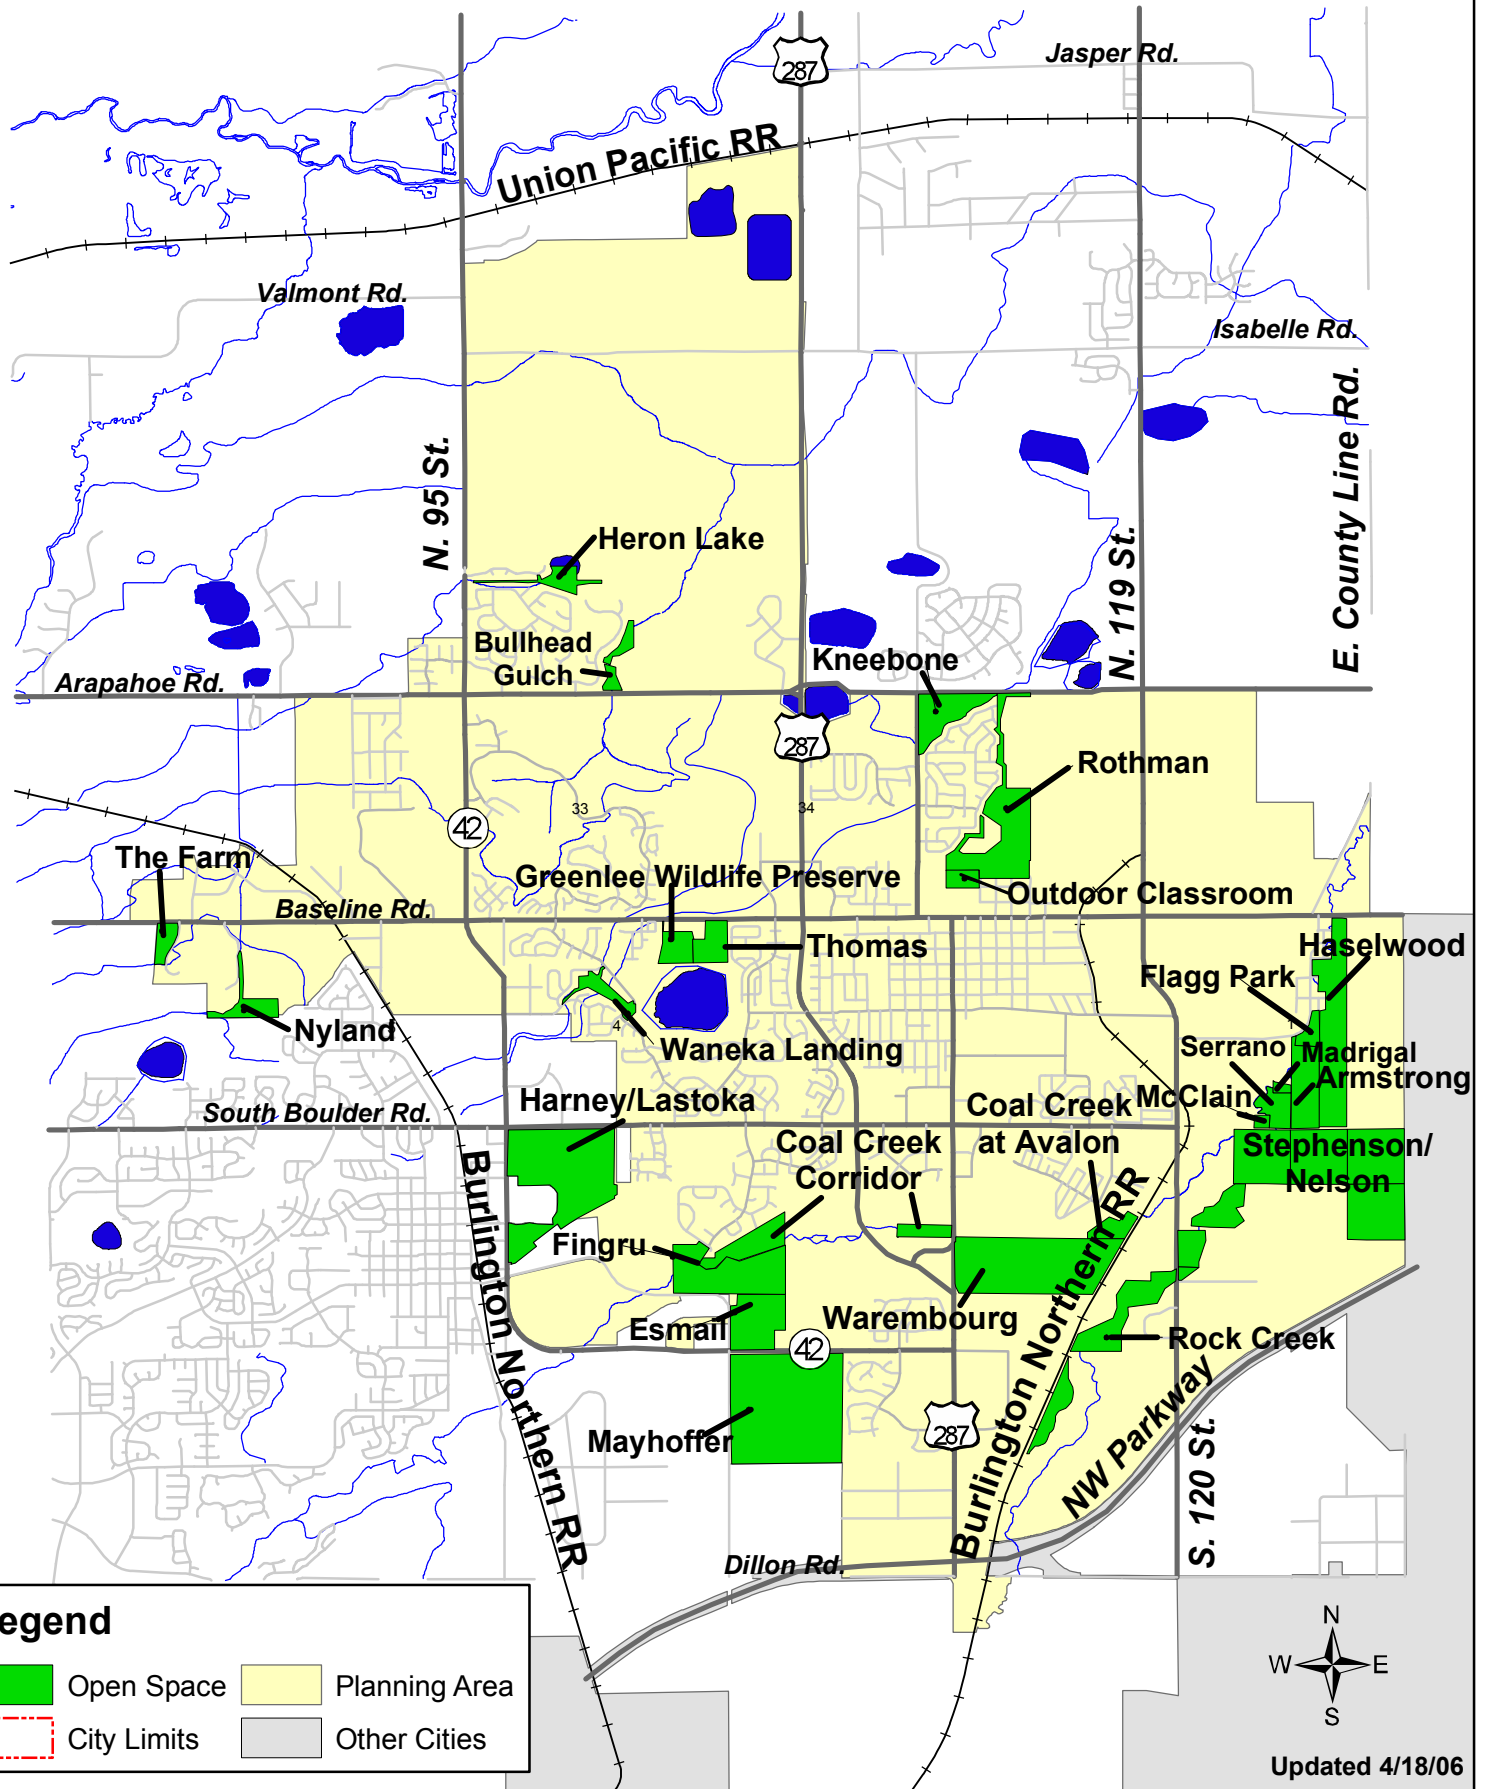 287
Jasper Rd.
Union Pacific RR
Valmont Rd.
Isabelle Rd.
N. 95 St.
E. County Line Rd.
Heron Lake
N. 119 St.
Bullhead
Gulch
Kneebone
Arapahoe Rd.
287
Rothman
33
34
42
The Farm
Greenlee Wildlife Preserve
Outdoor Classroom
Baseline Rd.
Thomas
Haselwood
Flagg Park
Nyland
4
Waneka Landing
Serrano
Madrigal
Armstrong
McClain
Harney/Lastoka
South Boulder Rd.
Coal Creek
at Avalon
Coal Creek
Corridor
Stephenson/
Nelson
Burlington Northern RR
Fingru
Warembourg
Esmail
42
Rock Creek
Burlington Northern RR
Mayhoffer
287
NW Parkway
S. 120 St.
Dillon Rd.
egend
Open Space
Planning Area
City Limits
Other Cities
N
W
E
S
Updated 4/18/06